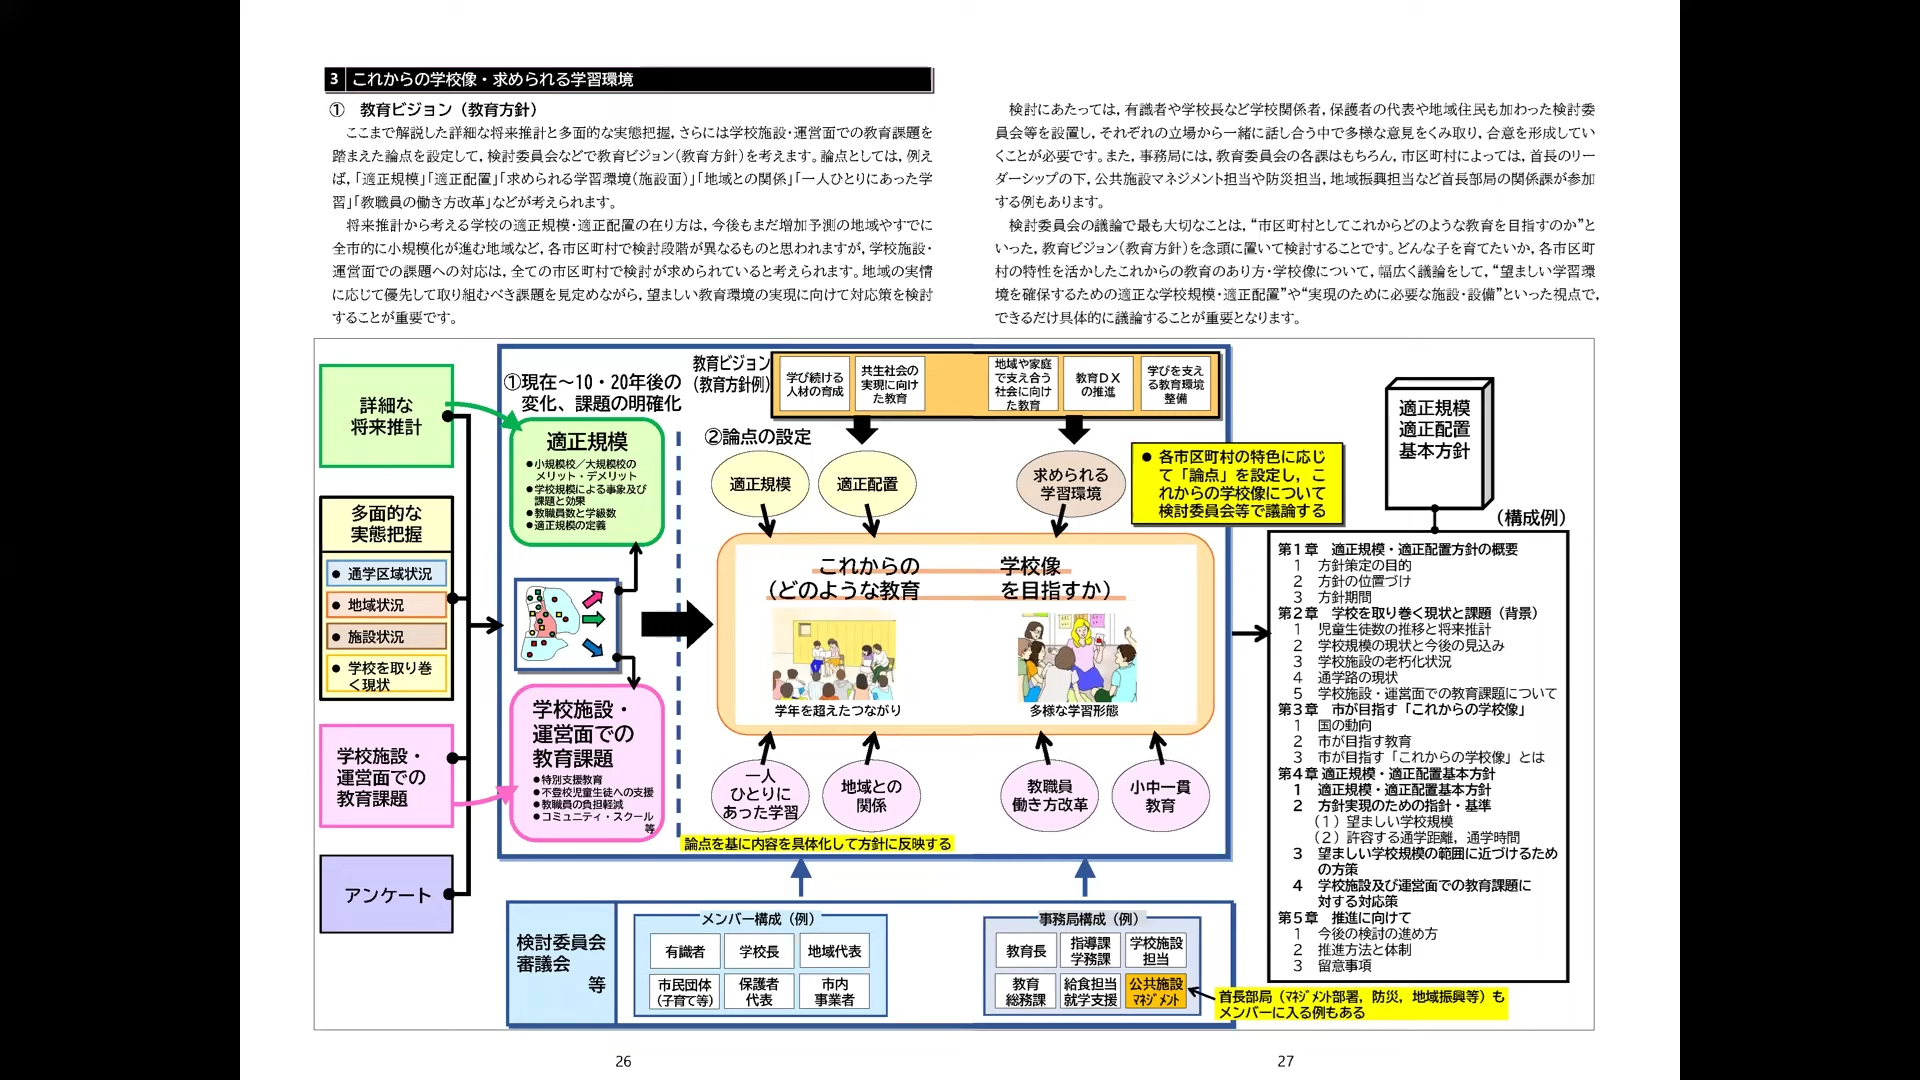 3 これからの学校像・求められる学習環境
① 教育ビジョン（教育方針）
ここまで解説した詳細な将来推計と多面的な実態把握，さらには学校施設・運営面での教育課題を
踏まえた論点を設定して，検討委員会などで教育ビジョン（教育方針）を考えます。論点としては，例え
ば，「適正規模」「適正配置」「求められる学習環境（施設面）」「地域との関係」「一人ひとりにあった学
習」「教職員の働き方改革」などが考えられます。
将来推計から考える学校の適正規模・適正配置の在り方は，今後もまだ増加予測の地域やすでに
全市的に小規模化が進む地域など，各市区町村で検討段階が異なるものと思われますが，学校施設・
運営面での課題への対応は，全ての市区町村で検討が求められていると考えられます。地域の実情
に応じて優先して取り組むべき課題を見定めながら，望ましい教育環境の実現に向けて対応策を検討
することが重要です。
検討にあたっては，有識者や学校長など学校関係者，保護者の代表や地域住民も加わった検討委
員会等を設置し，それぞれの立場から一緒に話し合う中で多様な意見をくみ取り，合意を形成してい
くことが必要です。また，事務局には，教育委員会の各課はもちろん，市区町村によっては，首長のリー
ダーシップの下，公共施設マネジメント担当や防災担当，地域振興担当など首長部局の関係課が参加
する例もあります。
検討委員会の議論で最も大切なことは，“市区町村としてこれからどのような教育を目指すのか”と
いった，教育ビジョン（教育方針）を念頭に置いて検討することです。どんな子を育てたいか，各市区町
村の特性を活かしたこれからの教育のあり方・学校像について，幅広く議論をして，“望ましい学習環
境を確保するための適正な学校規模・適正配置”や“実現のために必要な施設・設備”といった視点で，
できるだけ具体的に議論することが重要となります。
詳細な
将来推計
多面的な
実態把握
● 通学区域状況
● 地域状況
● 施設状況
● 学校を取り巻
く現状
学校施設・
運営面での
教育課題
アンケート
①現在～10・20年後の
変化、課題の明確化
適正規模
●小規模校／大規模校の
メリット・デメリット
●学校規模による事象及び
課題と効果
●教職員数と学級数
●適正規模の定義
学校施設・
運営面での
教育課題
●特別支援教育
●不登校児童生徒への支援
●教職員の負担軽減
●コミュニティ・スクール
等
教育ビジョン
（教育方針例）
学び続ける
人材の育成
共生社会の
実現に向け
た教育
地域や家庭
で支え合う
社会に向け
た教育
教育ＤＸ
の推進
学びを支え
る教育環境
整備
②論点の設定
適正規模
適正配置
求められる
学習環境
● 各市区町村の特色に応じ
て「論点」を設定し，こ
れからの学校像について
検討委員会等で議論する
これからの 学校像
（どのような教育 を目指すか）
学年を超えたつながり
多様な学習形態
一人
ひとりに
あった学習
地域との
関係
教職員
働き方改革
小中一貫
教育
論点を基に内容を具体化して方針に反映する
検討委員会
審議会
等
メンバー構成（例）
有識者
学校長
地域代表
市民団体
（子育て等）
保護者
代表
市内
事業者
事務局構成（例）
教育長
指導課
学務課
学校施設
担当
教育
総務課
給食担当
就学支援
公共施設
ﾏﾈｼﾞﾒﾝﾄ
首長部局（ﾏﾈｼﾞﾒﾝﾄ部署，防災，地域振興等）も
メンバーに入る例もある
適正規模
適正配置
基本方針
（構成例）
第１章 適正規模・適正配置方針の概要
１ 方針策定の目的
２ 方針の位置づけ
３ 方針期間
第２章 学校を取り巻く現状と課題（背景）
１ 児童生徒数の推移と将来推計
２ 学校規模の現状と今後の見込み
３ 学校施設の老朽化状況
４ 通学路の現状
５ 学校施設・運営面での教育課題について
第３章 市が目指す「これからの学校像」
１ 国の動向
２ 市が目指す教育
３ 市が目指す「これからの学校像」とは
第４章 適正規模・適正配置基本方針
１ 適正規模・適正配置基本方針
２ 方針実現のための指針・基準
（１）望ましい学校規模
（２）許容する通学距離，通学時間
３ 望ましい学校規模の範囲に近づけるため
の方策
４ 学校施設及び運営面での教育課題に
対する対応策
第５章 推進に向けて
１ 今後の検討の進め方
２ 推進方法と体制
３ 留意事項
26
27